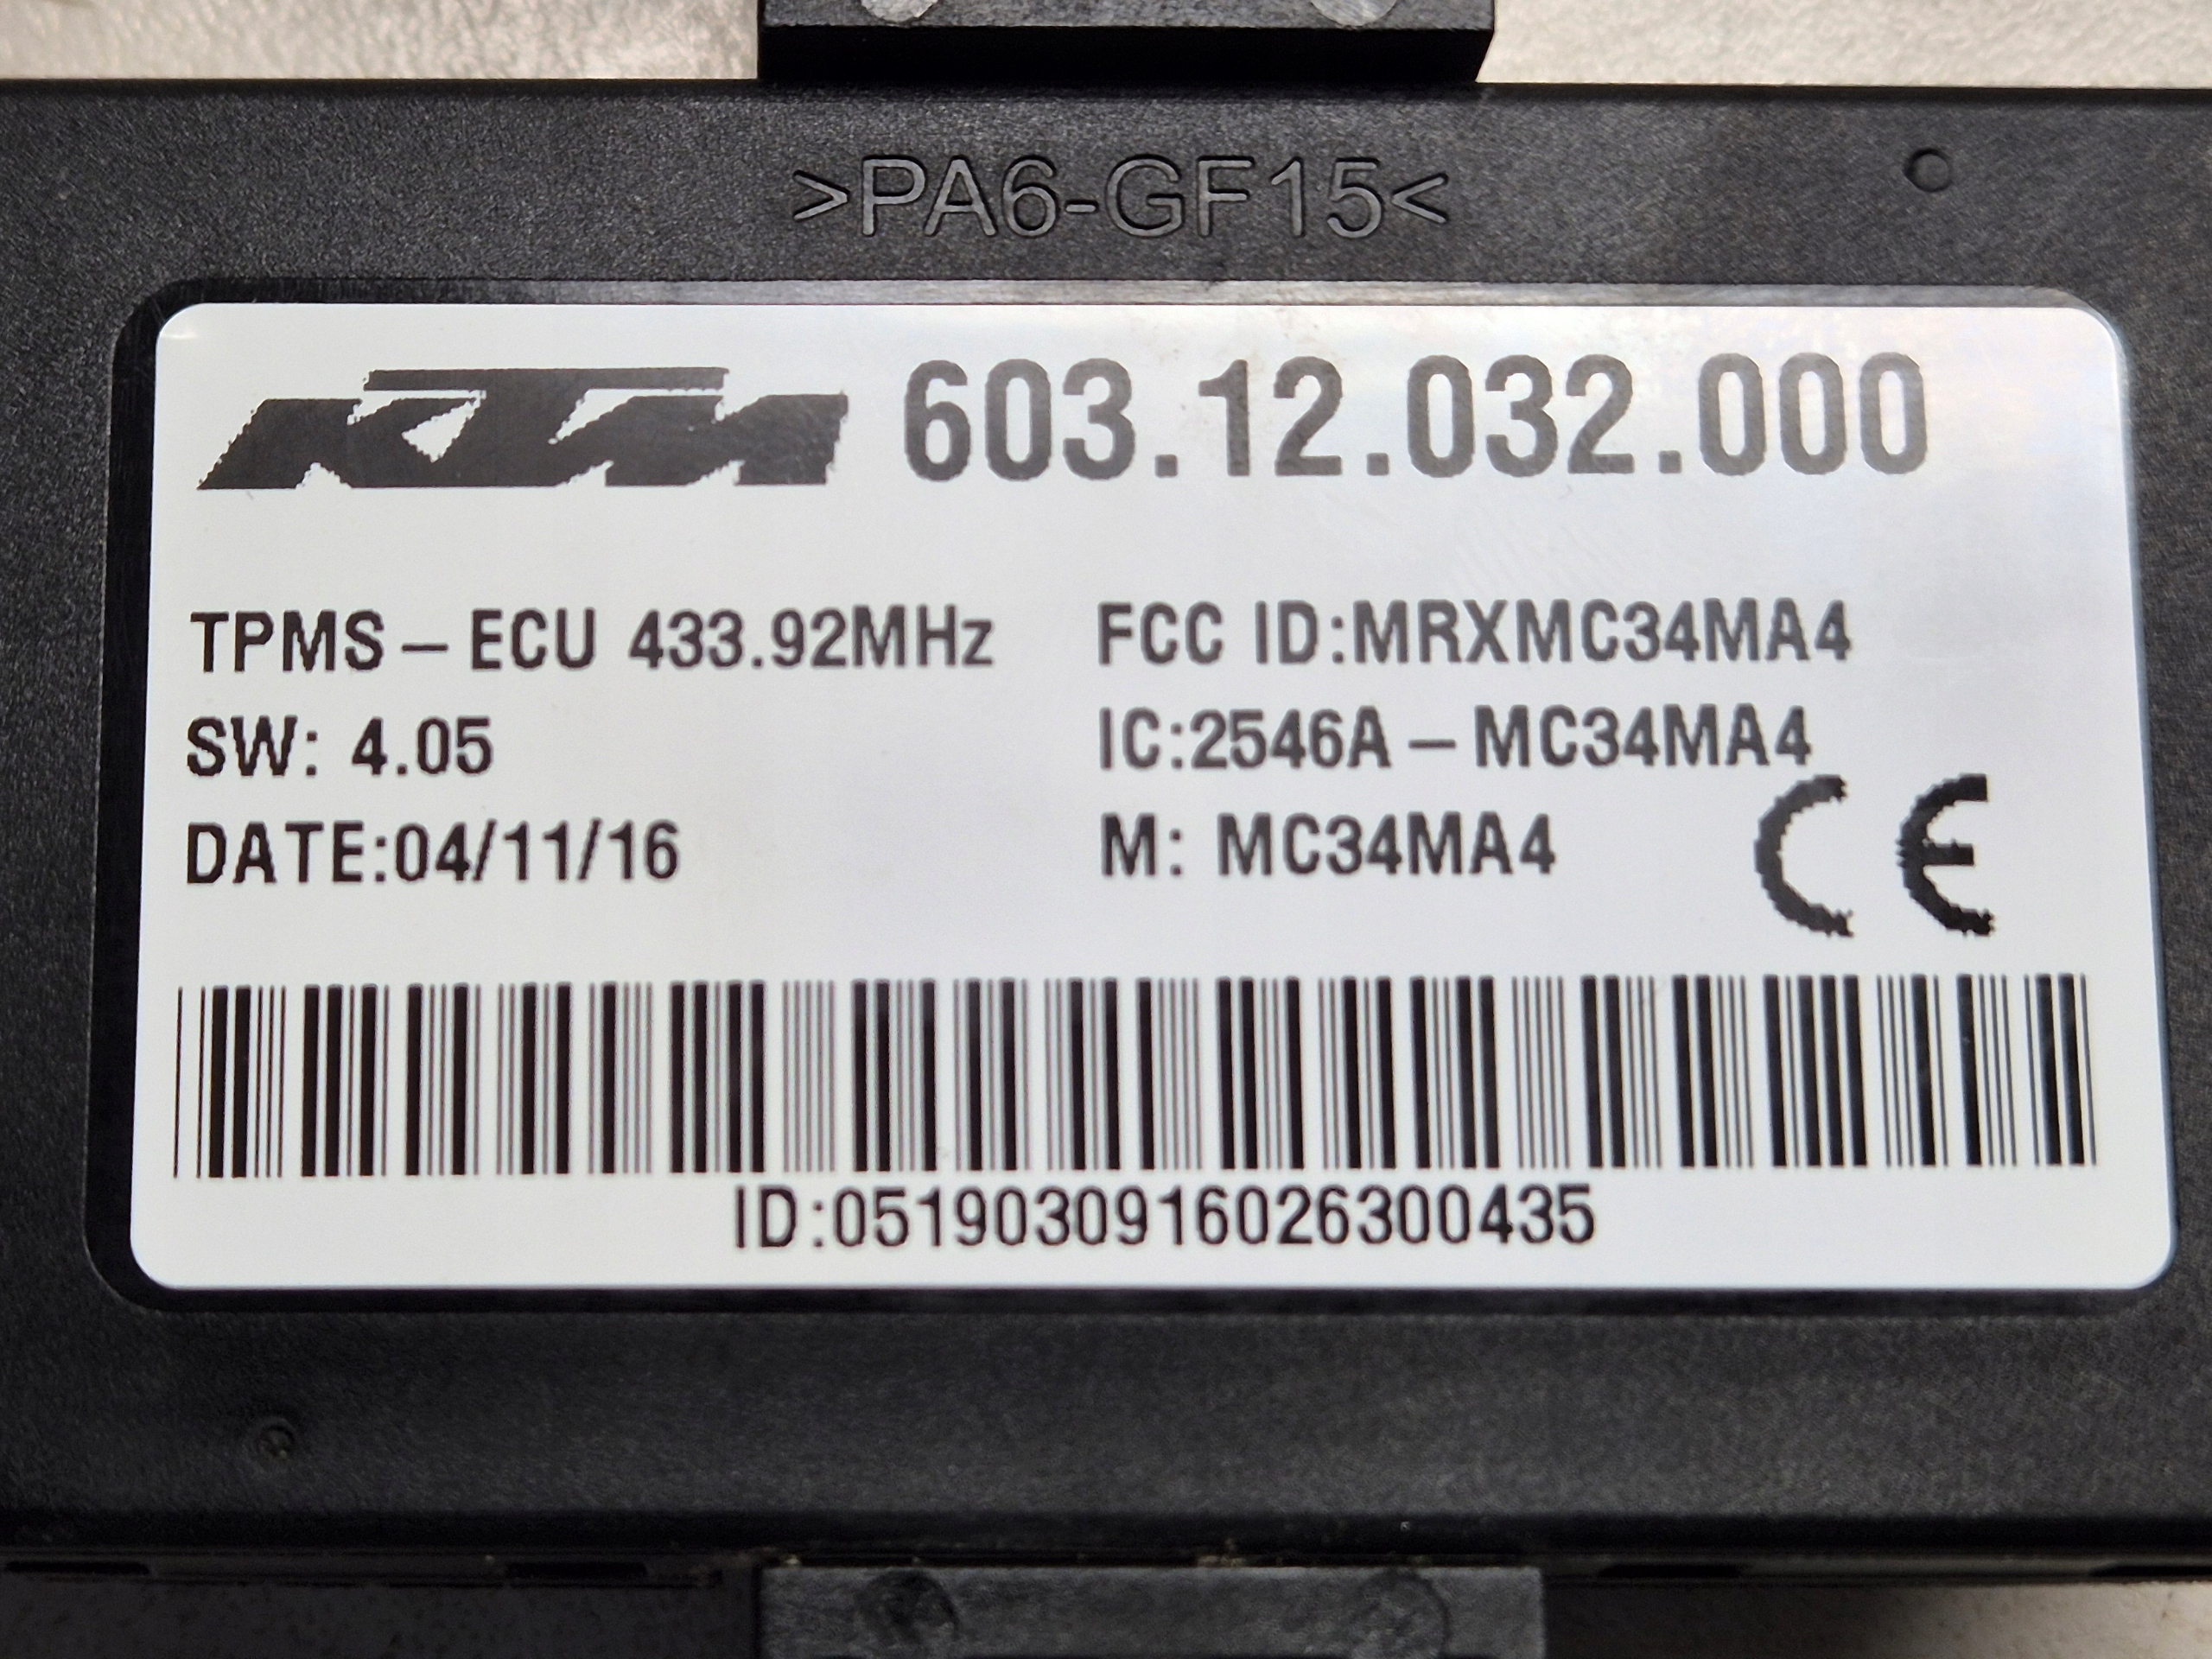 >PA6-GF15<
KTM 603.12.032.000
TPMS – ECU 433.92MHz FCC ID:MRXMC34MA4
SW: 4.05 IC:2546A – MC34MA4
DATE:04/11/16 M: MC34MA4 CE
ID:0519030916026300435